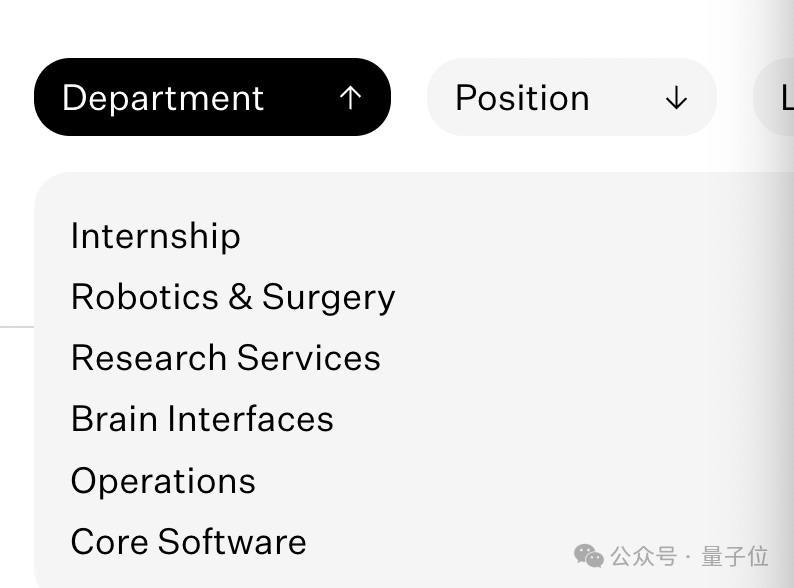 Department ↑ Position ↓ L
Internship
Robotics & Surgery
Research Services
Brain Interfaces
Operations
Core Software
公众号 · 量子位